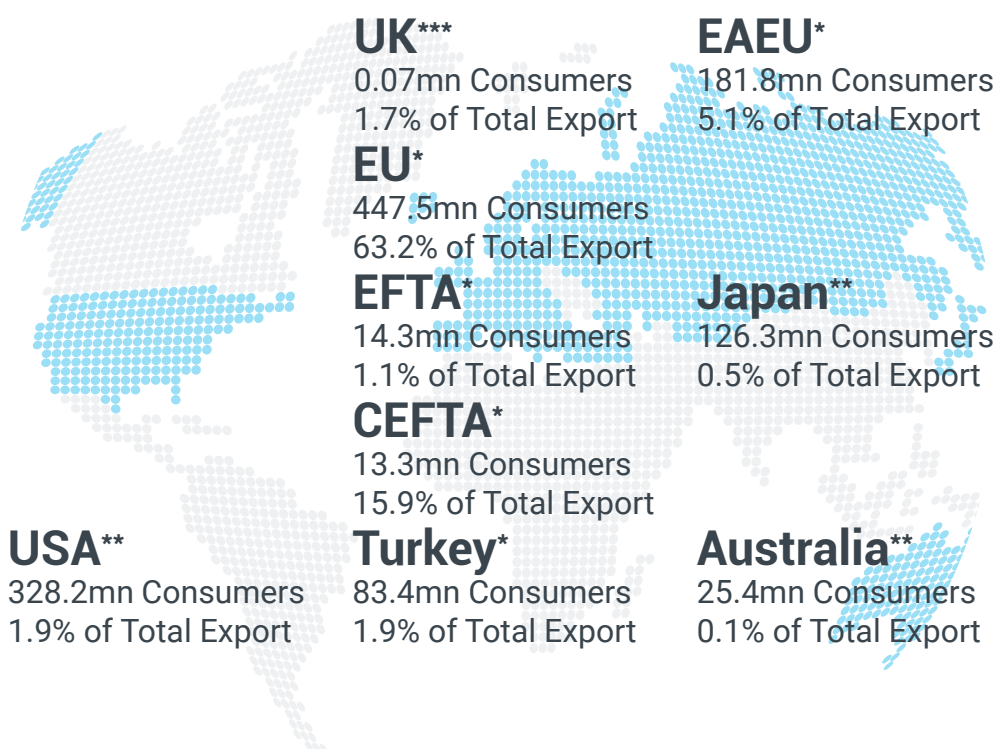 UK***
0.07mn Consumers
1.7% of Total Export
EU*
447.5mn Consumers
63.2% of Total Export
EFTA*
14.3mn Consumers
1.1% of Total Export
CEFTA*
13.3mn Consumers
15.9% of Total Export
Turkey*
83.4mn Consumers
1.9% of Total Export
EAEU*
181.8mn Consumers
5.1% of Total Export
Japan**
126.3mn Consumers
0.5% of Total Export
Australia**
25.4mn Consumers
0.1% of Total Export
USA**
328.2mn Consumers
1.9% of Total Export